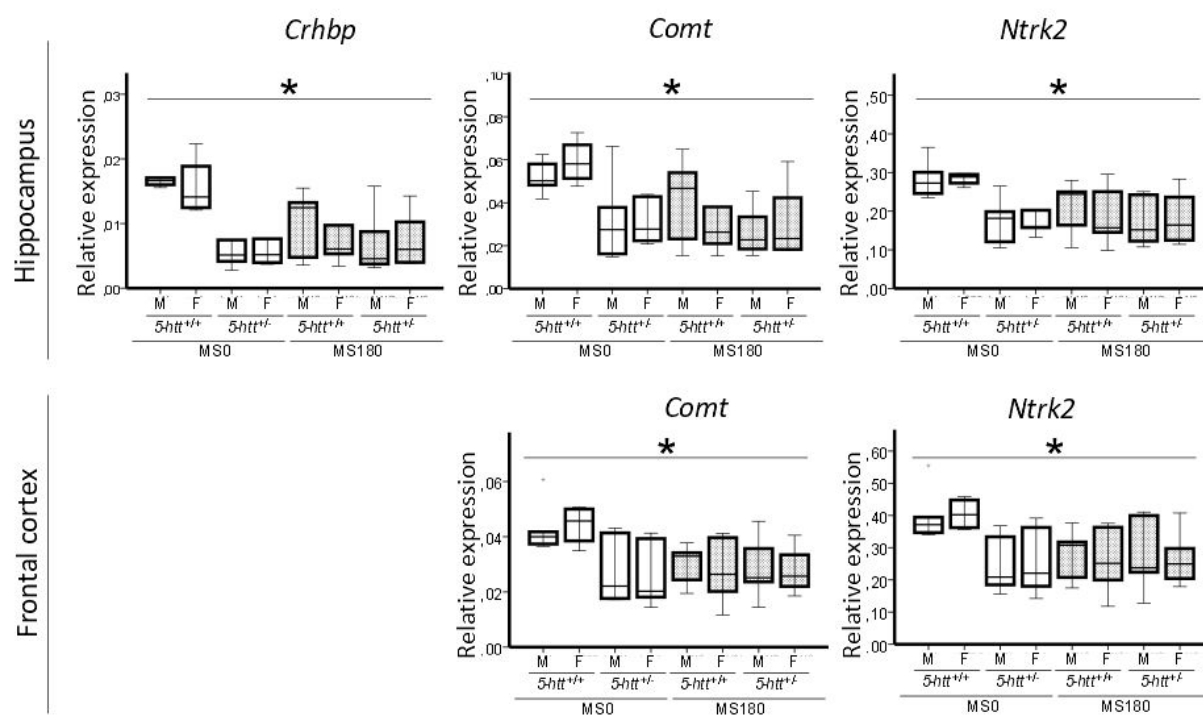 Crhbp
Comt
Ntrk2
Hippocampus
Relative expression
,03
,02
,01
,00
*
M F M F M F M F
5-htt+/+ 5-htt+/- 5-htt+/+ 5-htt+/-
MS0 MS180
Relative expression
,10
,08
,06
,04
,02
,00
*
M F M F M F M F
5-htt+/+ 5-htt+/- 5-htt+/+ 5-htt+/-
MS0 MS180
Relative expression
,50
,40
,30
,20
,10
,00
*
M F M F M F M F
5-htt+/+ 5-htt+/- 5-htt+/+ 5-htt+/-
MS0 MS180
Frontal cortex
Comt
Ntrk2
Relative expression
,06
,04
,02
,00
*
M F M F M F M F
5-htt+/+ 5-htt+/- 5-htt+/+ 5-htt+/-
MS0 MS180
Relative expression
,60
,50
,40
,30
,20
,10
,00
*
M F M F M F M F
5-htt+/+ 5-htt+/- 5-htt+/+ 5-htt+/-
MS0 MS180